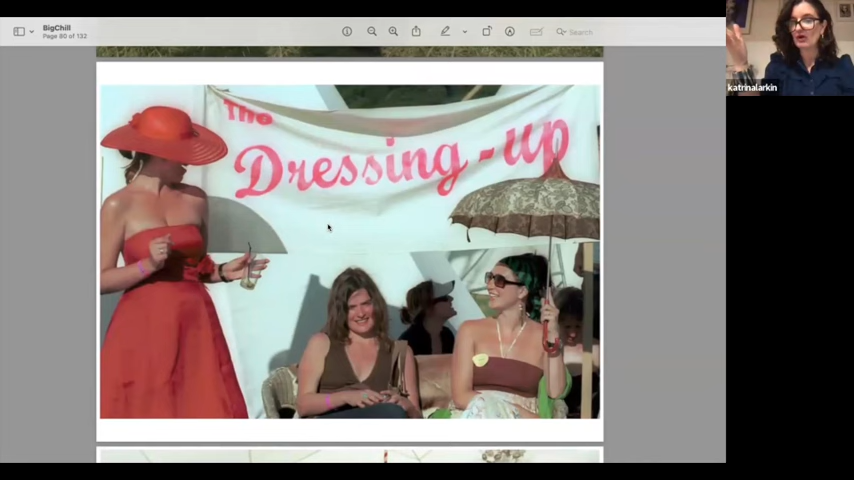 BigChill
Page 80 of 132
Search
katrinalarkin
The
Dressing-up